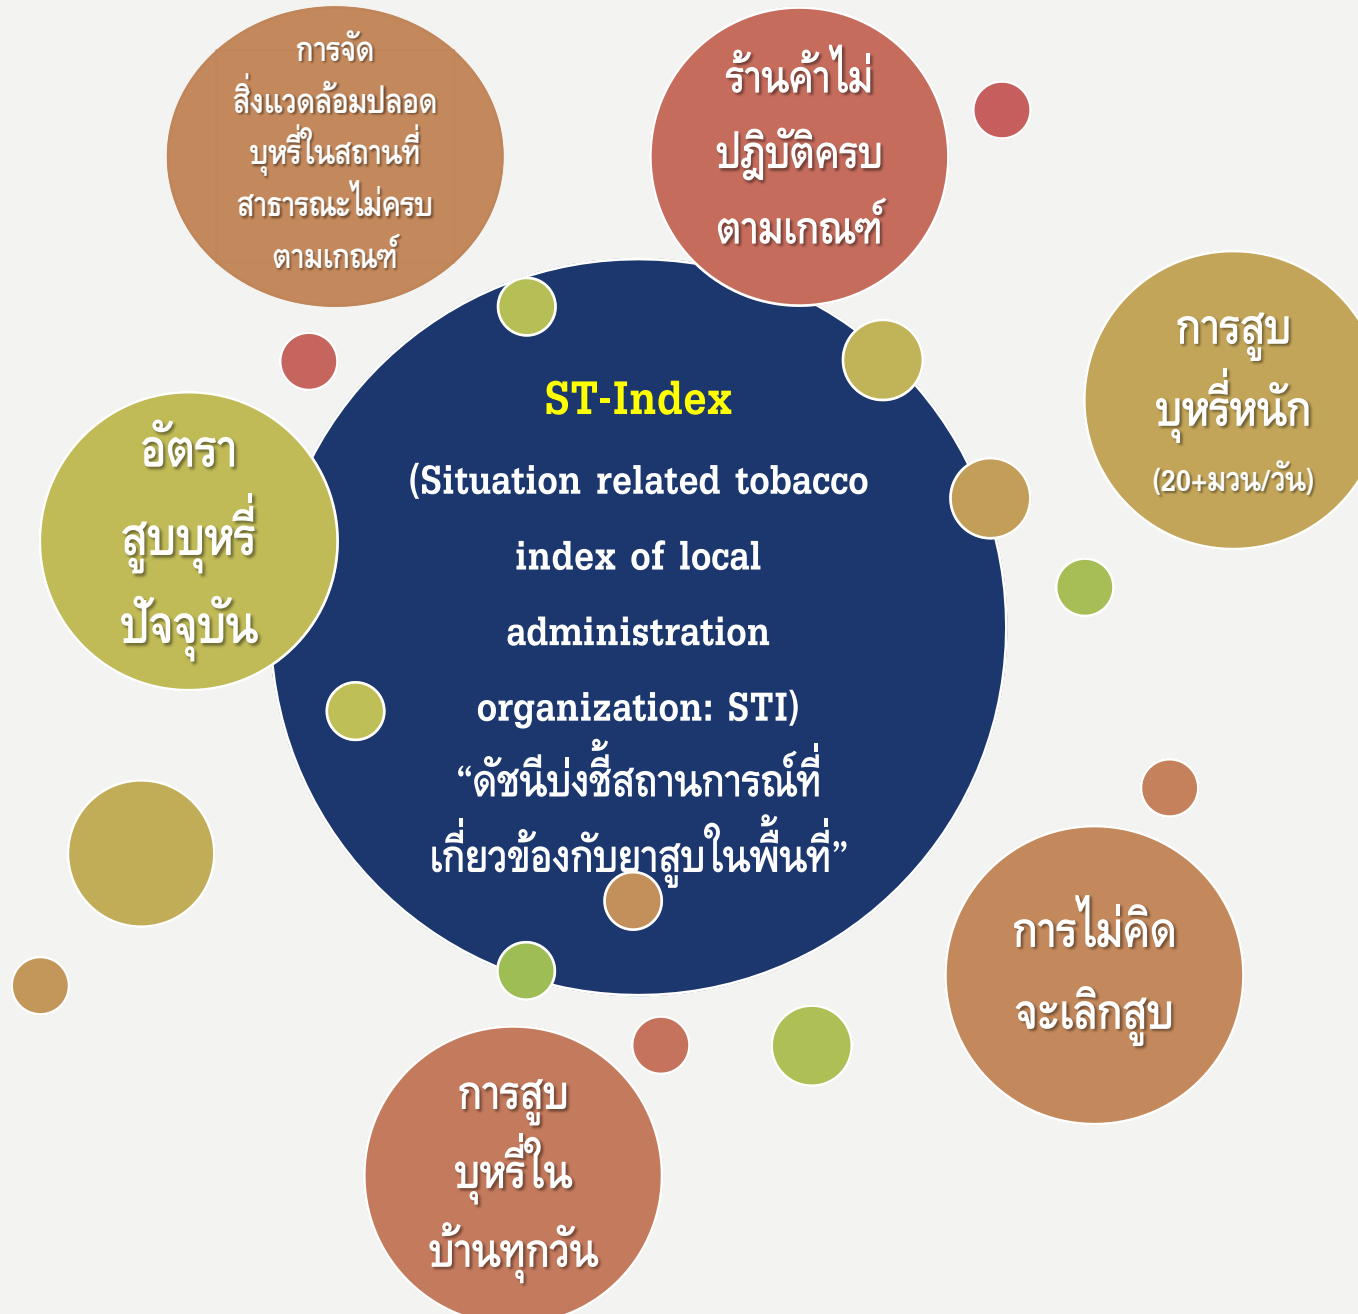 การจัด
สิ่งแวดล้อมปลอด
บุหรี่ในสถานที่
สาธารณะไม่ครบ
ตามเกณฑ์
ร้านค้าไม่
ปฎิบัติครบ
ตามเกณฑ์
การสูบ
บุหรี่หนัก
(20+มวน/วัน)
อัตรา
สูบบุหรี่
ปัจจุบัน
ST-Index
(Situation related tobacco
index of local
administration
organization: STI)
“ดัชนีบ่งชี้สถานการณ์ที่
เกี่ยวข้องกับยาสูบในพื้นที่”
การไม่คิด
จะเลิกสูบ
การสูบ
บุหรี่ใน
บ้านทุกวัน